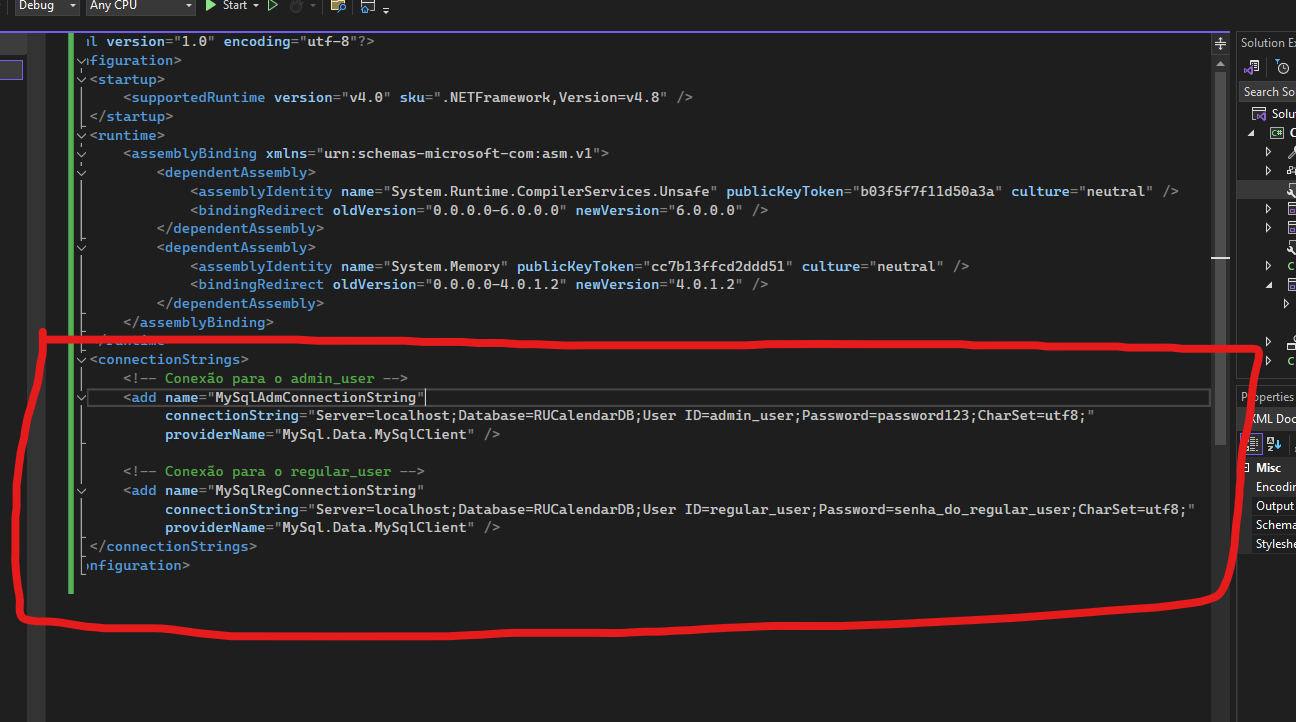 Debug
Any CPU
Start
l version="1.0" encoding="utf-8"?>
nfiguration>
<startup>
<supportedRuntime version="v4.0" sku=".NETFramework,Version=v4.8" />
</startup>
<runtime>
<assemblyBinding xmlns="urn:schemas-microsoft-com:asm.v1">
<dependentAssembly>
<assemblyIdentity name="System.Runtime.CompilerServices.Unsafe" publicKeyToken="b03f5f7f11d50a3a" culture="neutral" />
<bindingRedirect oldVersion="0.0.0.0-6.0.0.0" newVersion="6.0.0.0" />
</dependentAssembly>
<dependentAssembly>
<assemblyIdentity name="System.Memory" publicKeyToken="cc7b13ffcd2ddd51" culture="neutral" />
<bindingRedirect oldVersion="0.0.0.0-4.0.1.2" newVersion="4.0.1.2" />
</dependentAssembly>
</assemblyBinding>
</runtime
<connectionStrings>
<!-- Conexão para o admin_user -->
<add name="MySqlAdmConnectionString"
connectionString="Server=localhost;Database=RUCalendarDB;User ID=admin_user;Password=password123;CharSet=utf8;"
providerName="MySql.Data.MySqlClient" />
<!-- Conexão para o regular_user -->
<add name="MySqlRegConnectionString"
connectionString="Server=localhost;Database=RUCalendarDB;User ID=regular_user;Password=senha_do_regular_user;CharSet=utf8;"
providerName="MySql.Data.MySqlClient" />
</connectionStrings>
nfiguration>
Solution Ex
Search So
Solu
C#
Properties
XML Doc
Misc
Encodin
Output
Schema
Styleshe